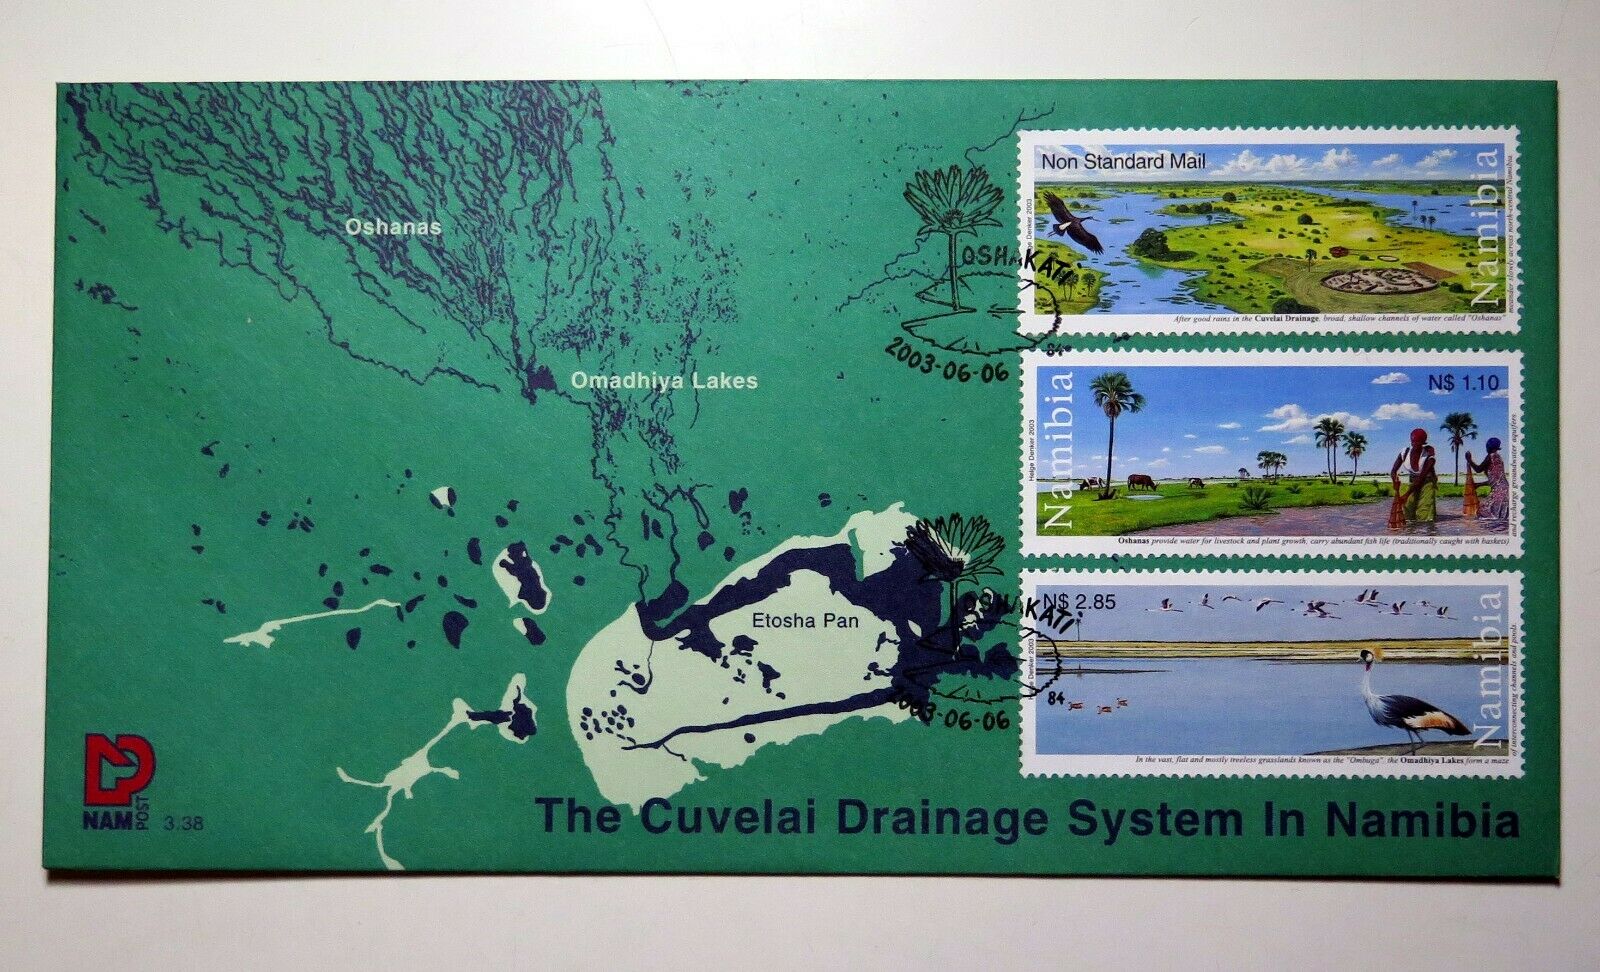 Oshanas
Omadhiya Lakes
Etosha Pan
NAM
POST
3.38
The Cuvelai Drainage System In Namibia
OSHAKATI
2003-06-06
84
Non Standard Mail
Namibia
Helge Denker 2003
After good rains in the Cuvelai Drainage, broad, shallow channels of water called "Oshanas"
meander slowly across north-central Namibia.
N$ 1.10
Namibia
Helge Denker 2003
Oshanas provide water for livestock and plant growth, carry abundant fish life (traditionally caught with baskets)
and recharge groundwater aquifers
OSHAKATI
2003-06-06
84
N$ 2.85
Namibia
Helge Denker 2003
In the vast, flat and mostly treeless grasslands known as the "Ombuga", the Omadhiya Lakes form a maze
of interconnecting channels and ponds.